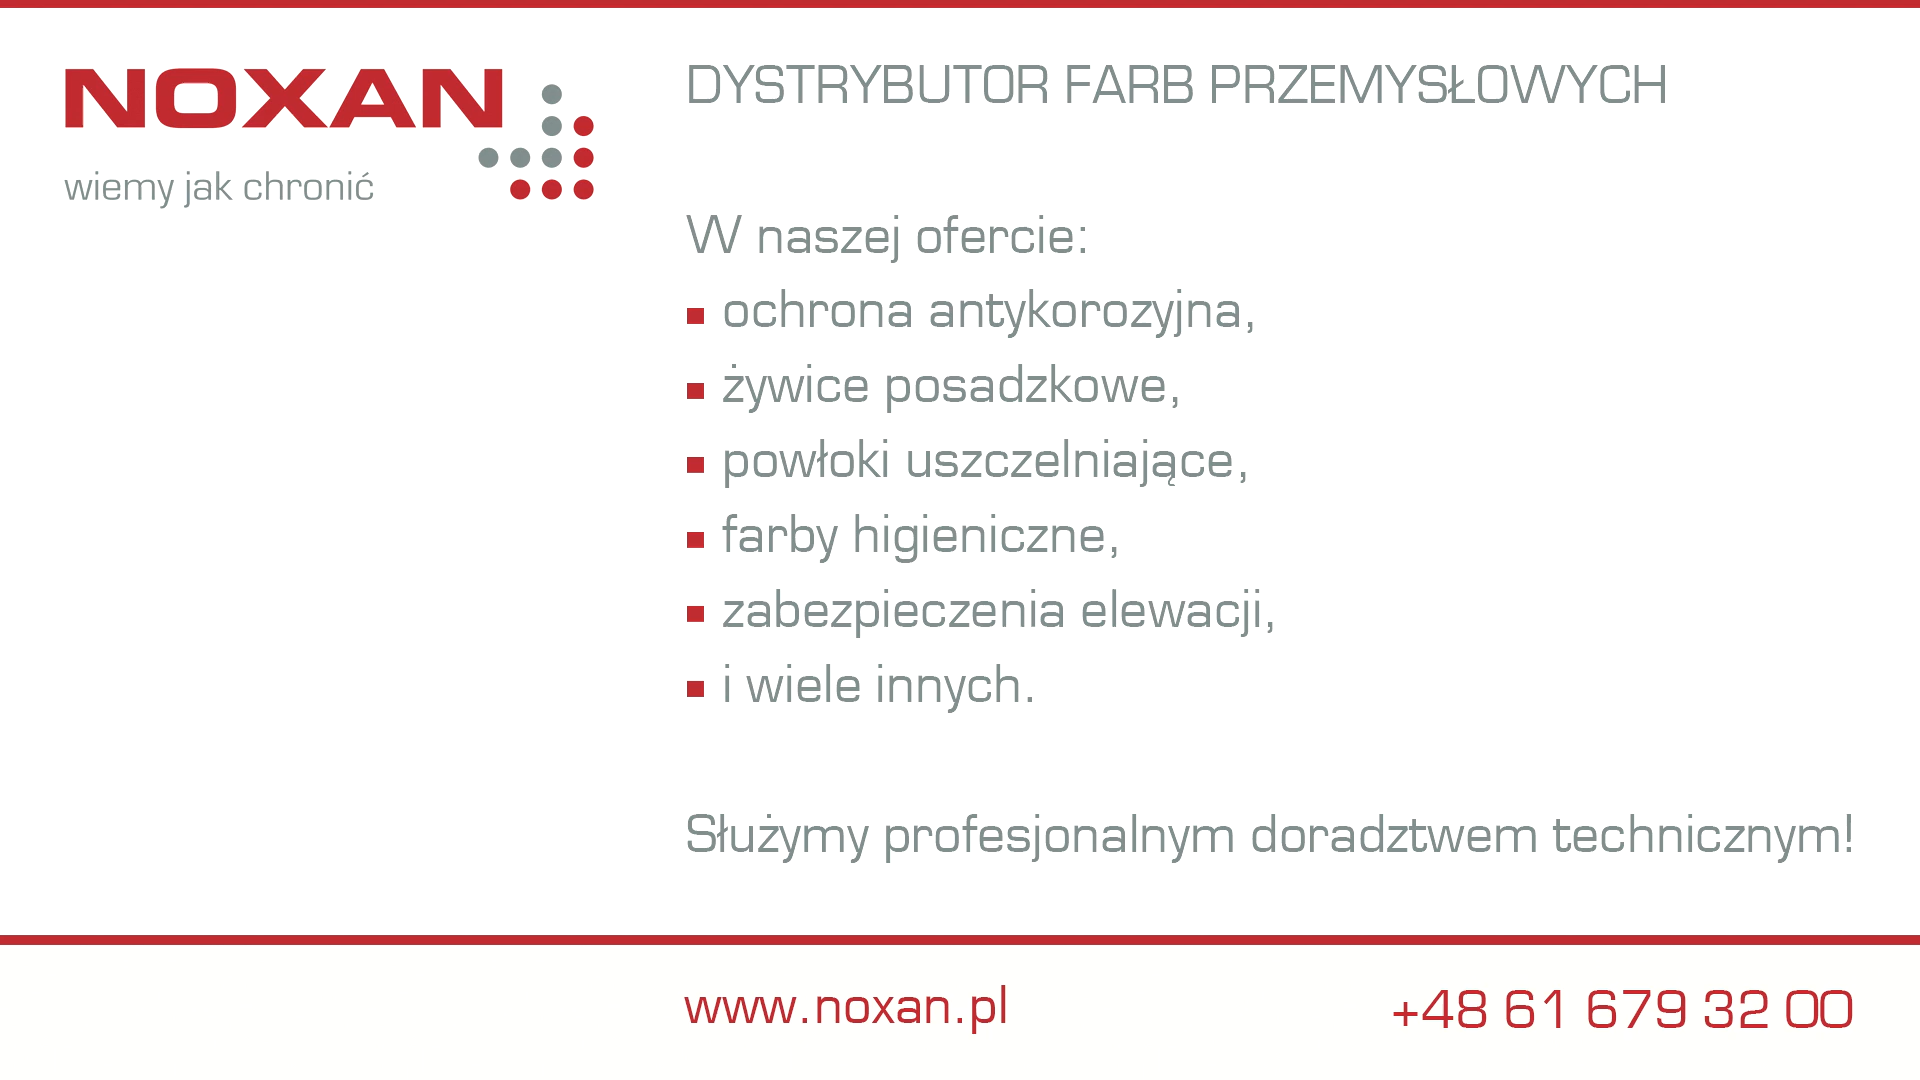 NOXAN
wiemy jak chronić
DYSTRYBUTOR FARB PRZEMYSŁOWYCH
W naszej ofercie:
ochrona antykorozyjna,
żywice posadzkowe,
powłoki uszczelniające,
farby higieniczne,
zabezpieczenia elewacji,
i wiele innych.
Służymy profesjonalnym doradztwem technicznym!
www.noxan.pl
+48 61 679 32 00